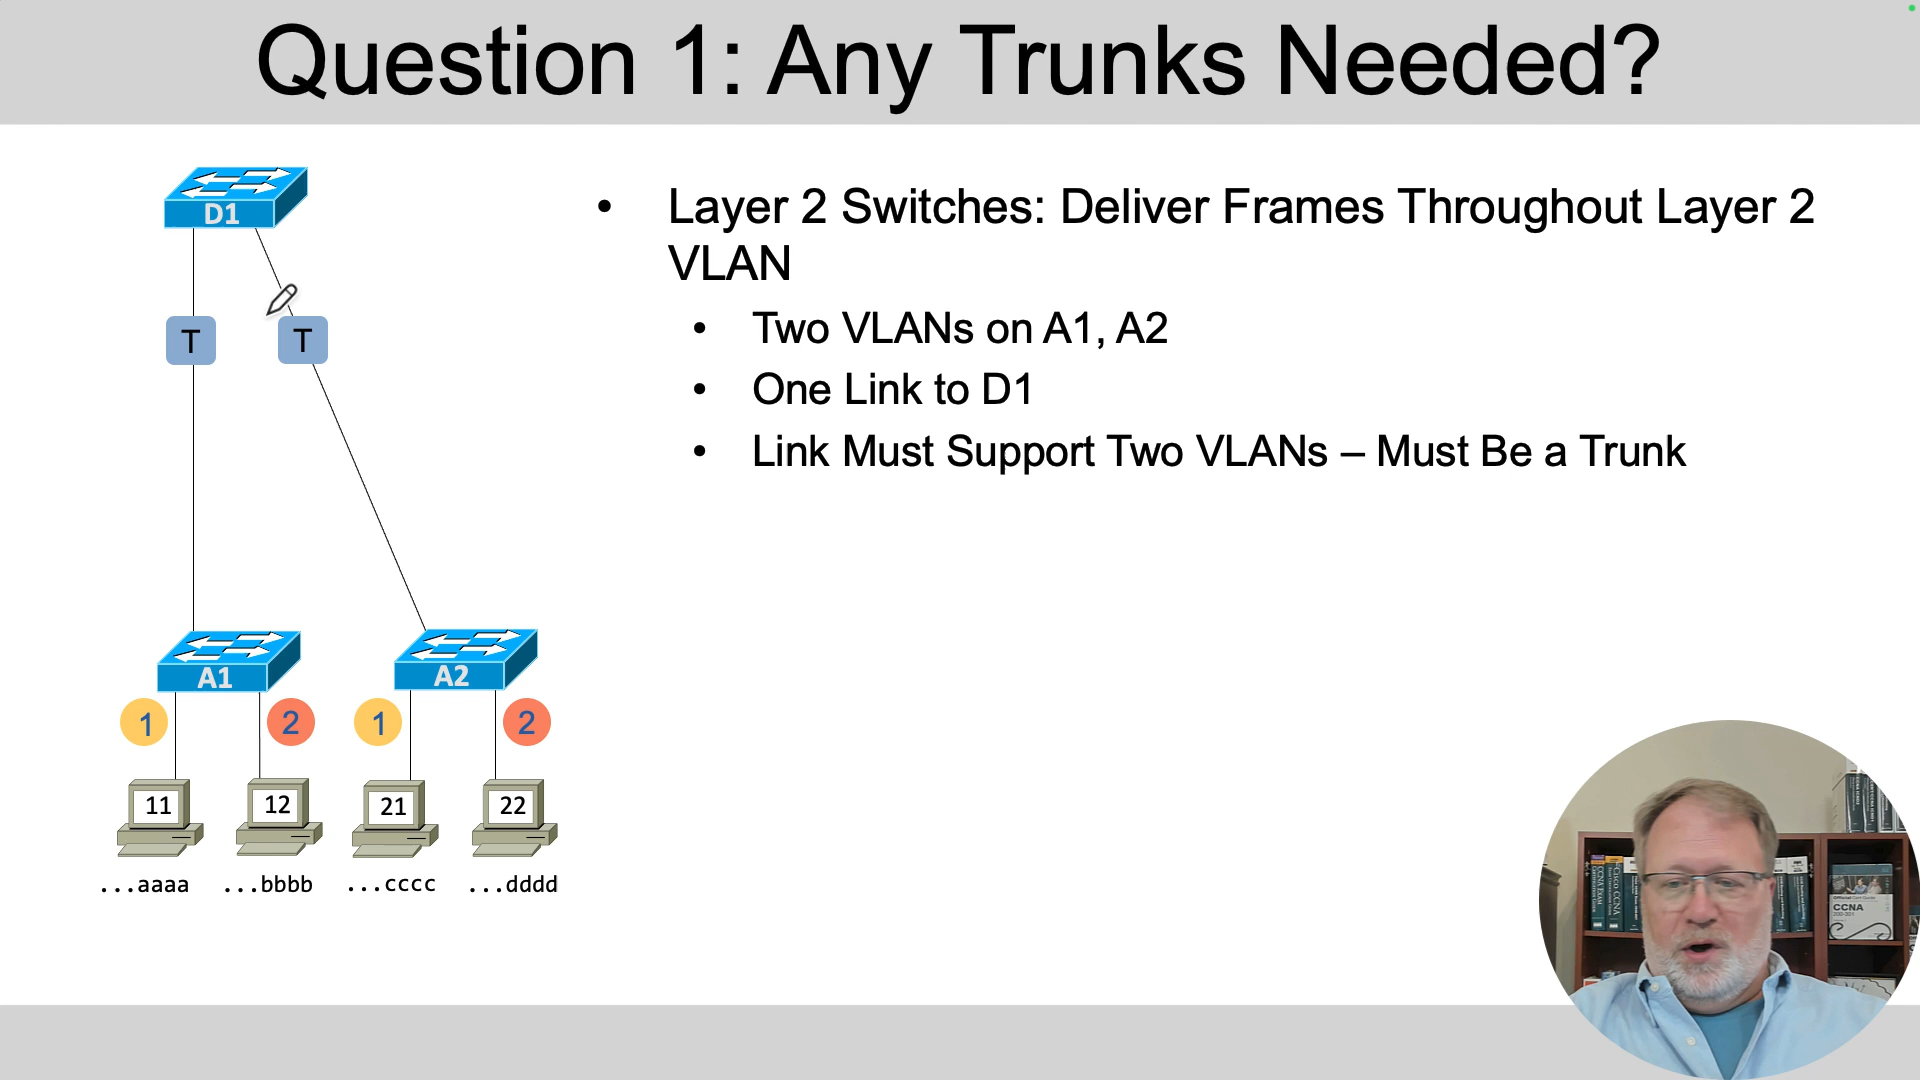 Question 1: Any Trunks Needed?
D1
• Layer 2 Switches: Deliver Frames Throughout Layer 2
VLAN
• Two VLANs on A1, A2
T T
• One Link to D1
• Link Must Support Two VLANs – Must Be a Trunk
A1 A2
1 2 1 2
11 12 21 22
...aaaa ...bbbb ...cccc ...dddd
CCNA
CCNA